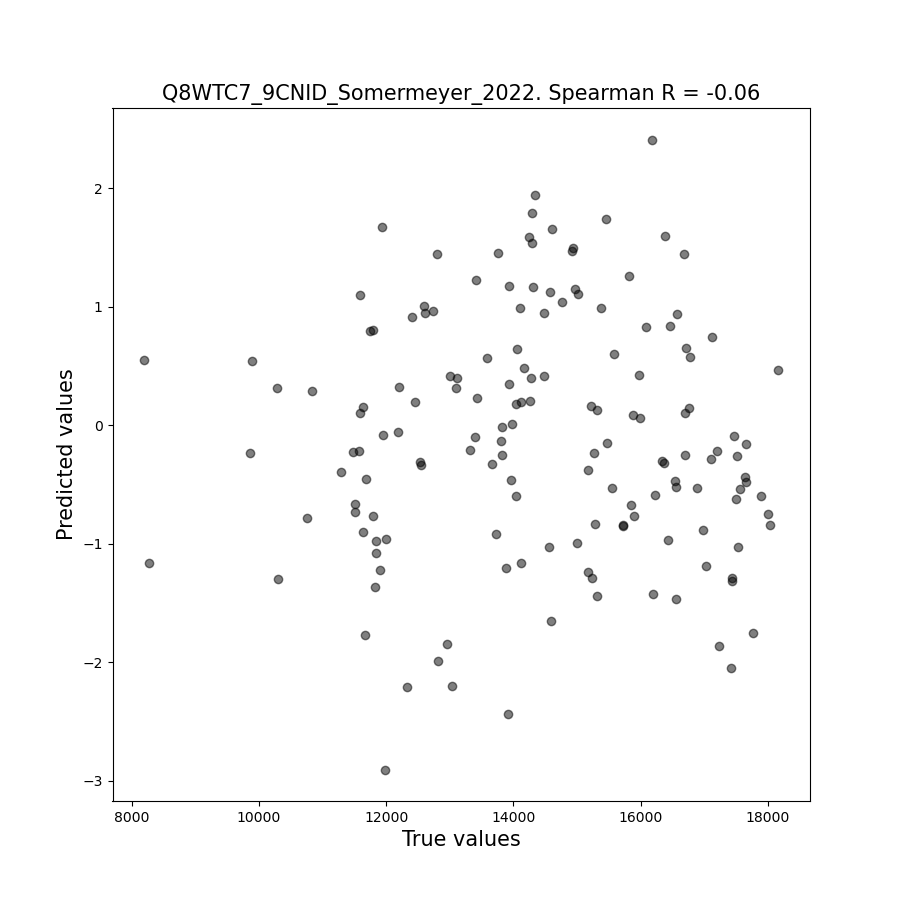 Q8WTC7_9CNID_Somermeyer_2022. Spearman R = -0.06
2
1
0
−1
−2
−3
Predicted values
8000 10000 12000 14000 16000 18000
True values